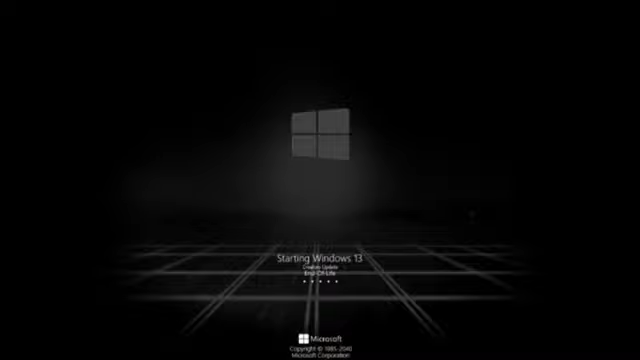 Starting Windows 13
Creators Update
End Of Life
Microsoft
Copyright © 1985-2040
Microsoft Corporation